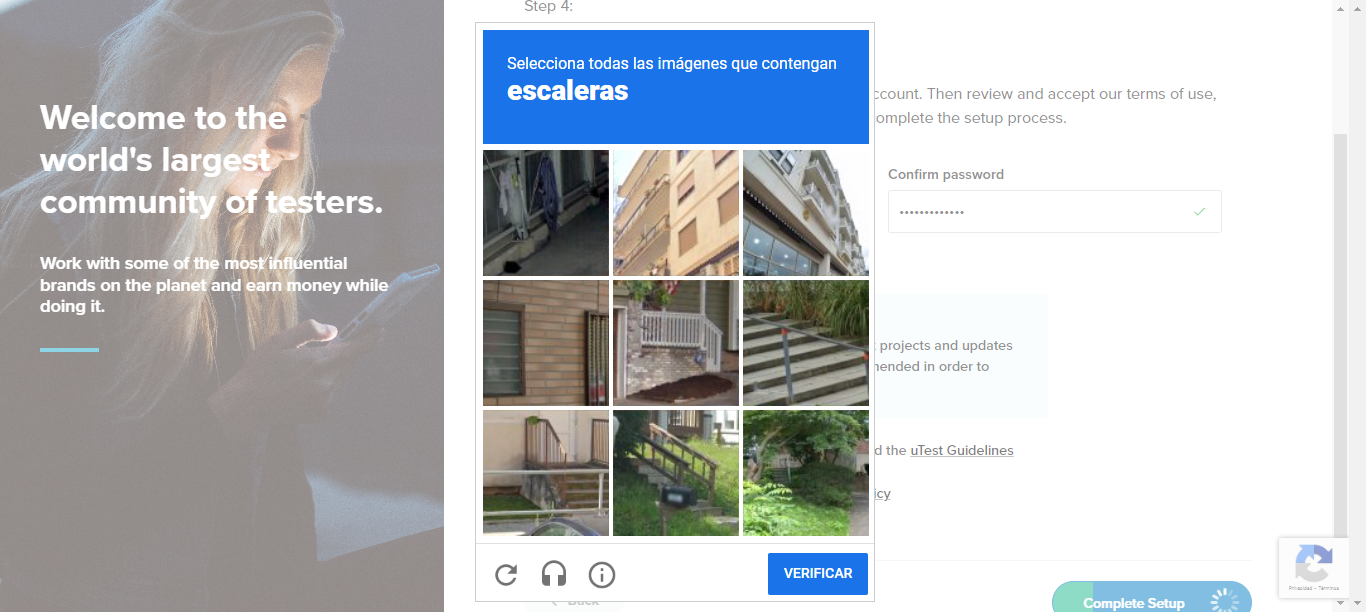 Step 4:
Welcome to the
world's largest
community of testers.
Work with some of the most influential
brands on the planet and earn money while
doing it.
Selecciona todas las imágenes que contengan
escaleras
VERIFICAR
ccount. Then review and accept our terms of use,
omplete the setup process.
Confirm password
•••••••••••••
projects and updates
nended in order to
d the uTest Guidelines
icy
Back
Complete Setup
Privacidad - Términos